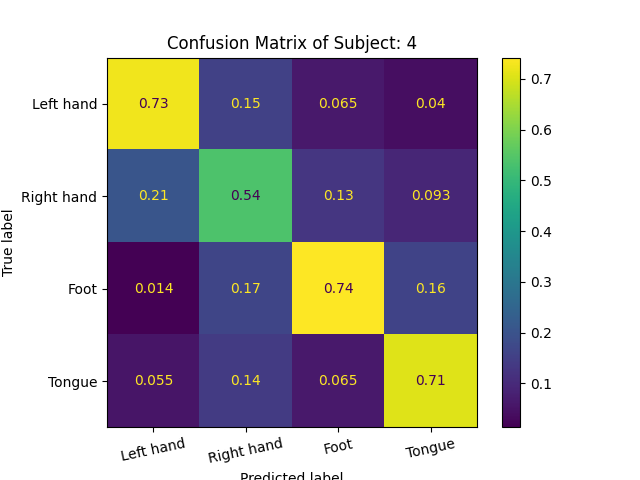 Confusion Matrix of Subject: 4
True label
Left hand 0.73 0.15 0.065 0.04
Right hand 0.21 0.54 0.13 0.093
Foot 0.014 0.17 0.74 0.16
Tongue 0.055 0.14 0.065 0.71
Left hand Right hand Foot Tongue
Predicted label
0.7
0.6
0.5
0.4
0.3
0.2
0.1